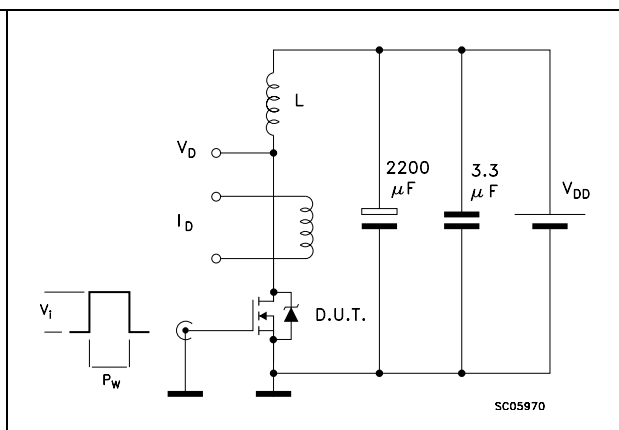 L
V_D
2200
μF
3.3
μF
V_DD
I_D
V_i
D.U.T.
P_W
SC05970